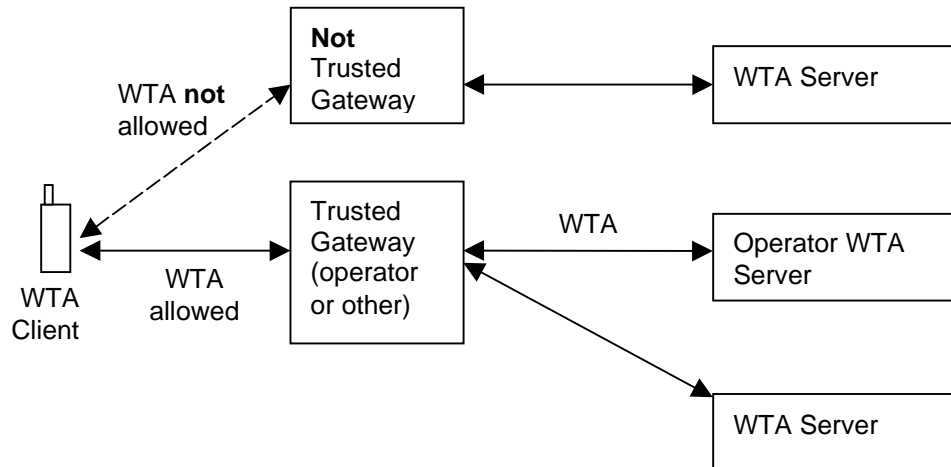 Not
Trusted
Gateway
WTA Server
WTA not
allowed
Trusted
Gateway
(operator
or other)
WTA
Operator WTA
Server
WTA
allowed
WTA
Client
WTA Server